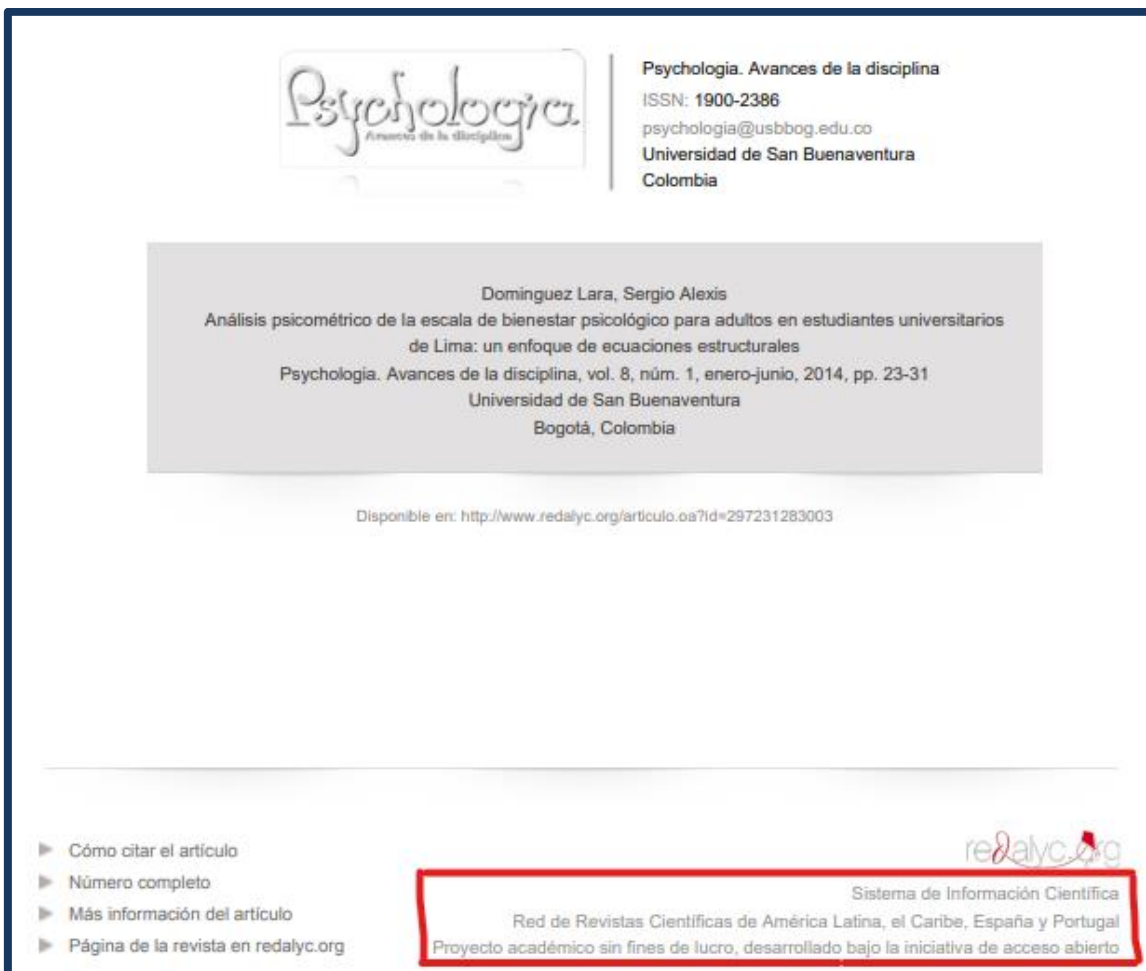 Psychologia
Avances de la disciplina
Psychologia. Avances de la disciplina
ISSN: 1900-2386
psychologia@usbbog.edu.co
Universidad de San Buenaventura
Colombia
Dominguez Lara, Sergio Alexis
Análisis psicométrico de la escala de bienestar psicológico para adultos en estudiantes universitarios
de Lima: un enfoque de ecuaciones estructurales
Psychologia. Avances de la disciplina, vol. 8, núm. 1, enero-junio, 2014, pp. 23-31
Universidad de San Buenaventura
Bogotá, Colombia
Disponible en: http://www.redalyc.org/articulo.oa?id=297231283003
Cómo citar el artículo
Número completo
Más información del artículo
Página de la revista en redalyc.org
redalyc.org
Sistema de Información Científica
Red de Revistas Científicas de América Latina, el Caribe, España y Portugal
Proyecto académico sin fines de lucro, desarrollado bajo la iniciativa de acceso abierto